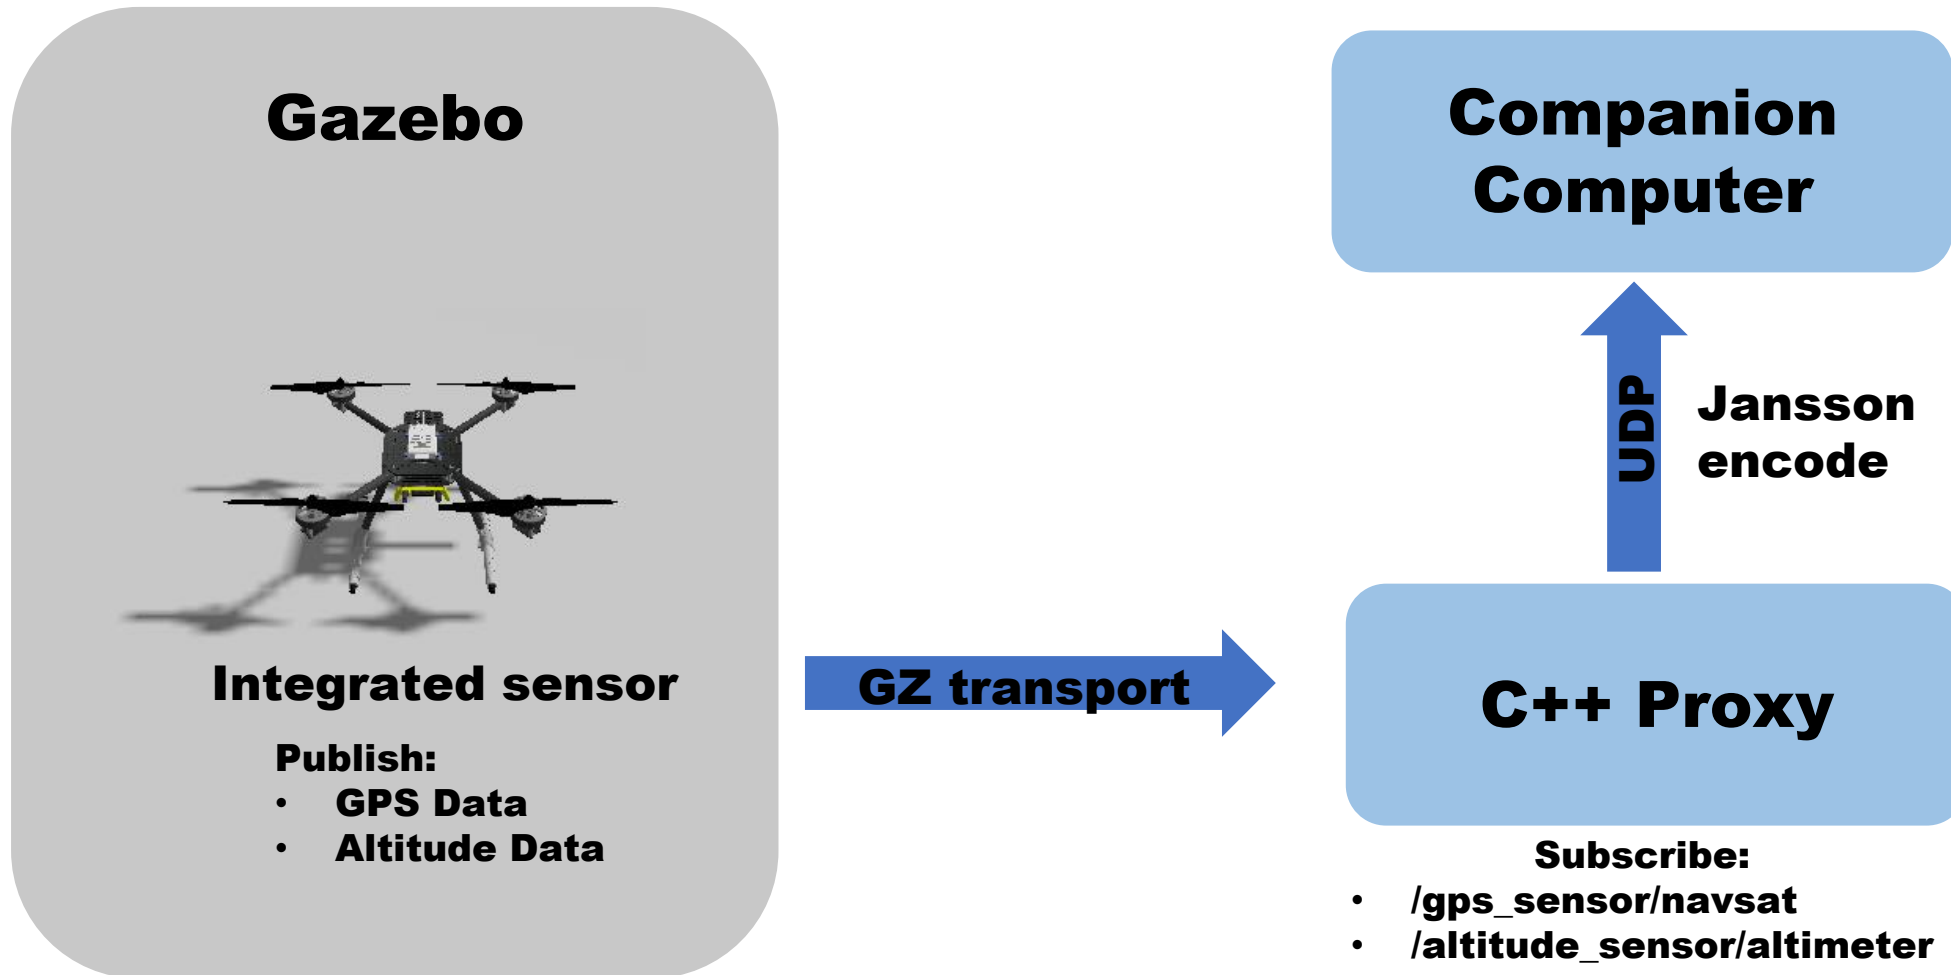 Gazebo
Integrated sensor
Publish:
• GPS Data
• Altitude Data
GZ transport
Companion
Computer
UDP
Jansson
encode
C++ Proxy
Subscribe:
• /gps_sensor/navsat
• /altitude_sensor/altimeter